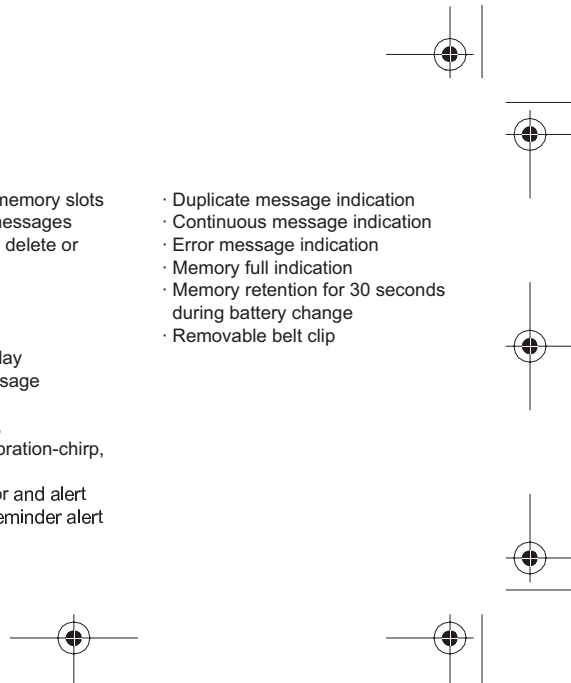 memory slots
messages
delete or
lay
sage
oration-chirp,
or and alert
eminder alert
· Duplicate message indication
· Continuous message indication
· Error message indication
· Memory full indication
· Memory retention for 30 seconds
during battery change
· Removable belt clip